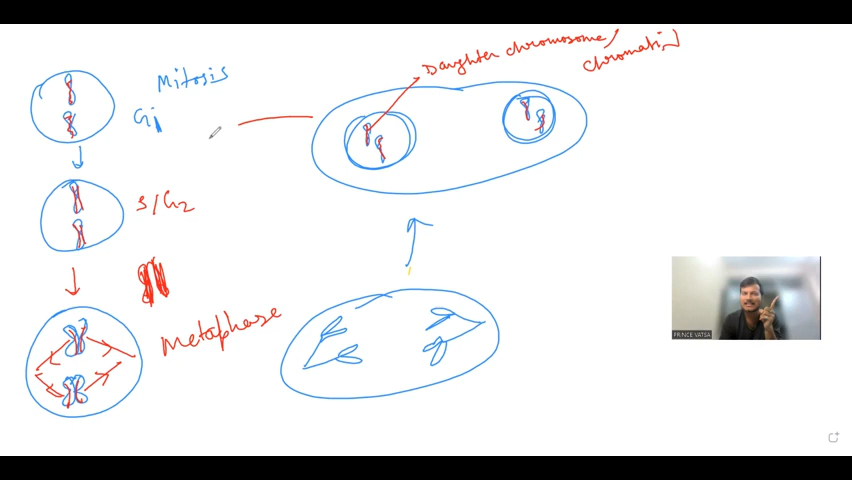 Mitosis
G1
S/G2
Metaphase
Daughter chromosome/
chromatid
PRINCE VATSA